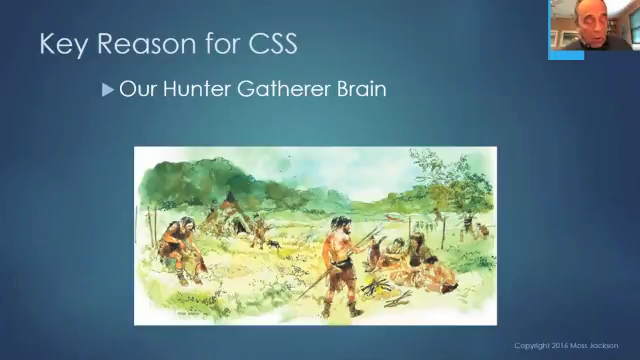 Key Reason for CSS
Our Hunter Gatherer Brain
Copyright 2016 Moss Jackson